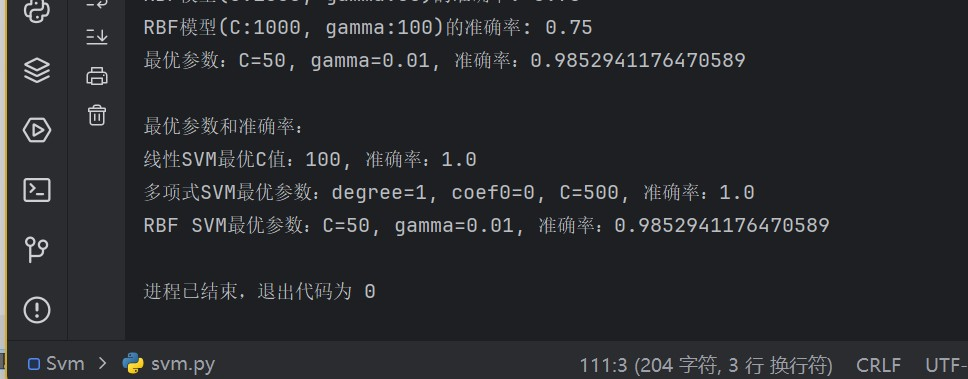 RBF模型(C:1000, gamma:100)的准确率: 0.75
最优参数：C=50, gamma=0.01, 准确率：0.9852941176470589
最优参数和准确率：
线性SVM最优C值：100, 准确率：1.0
多项式SVM最优参数：degree=1, coef0=0, C=500, 准确率：1.0
RBF SVM最优参数：C=50, gamma=0.01, 准确率：0.9852941176470589
进程已结束，退出代码为 0
Svm > svm.py 111:3 (204 字符, 3 行 换行符) CRLF UTF-